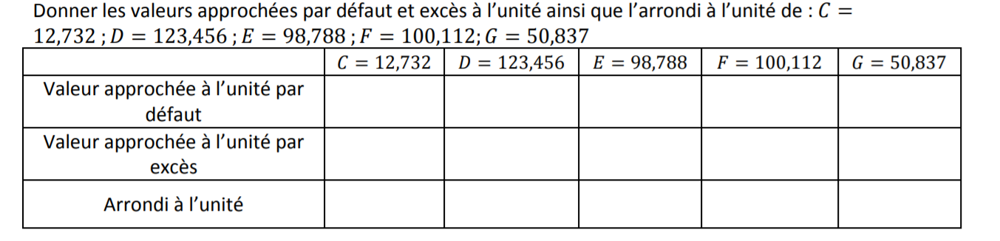 Donner les valeurs approchées par défaut et excès à l’unité ainsi que l’arrondi à l’unité de : C =
12,732 ; D = 123,456 ; E = 98,788 ; F = 100,112; G = 50,837
C = 12,732 D = 123,456 E = 98,788 F = 100,112 G = 50,837
Valeur approchée à l’unité par
défaut
Valeur approchée à l’unité par
excès
Arrondi à l’unité